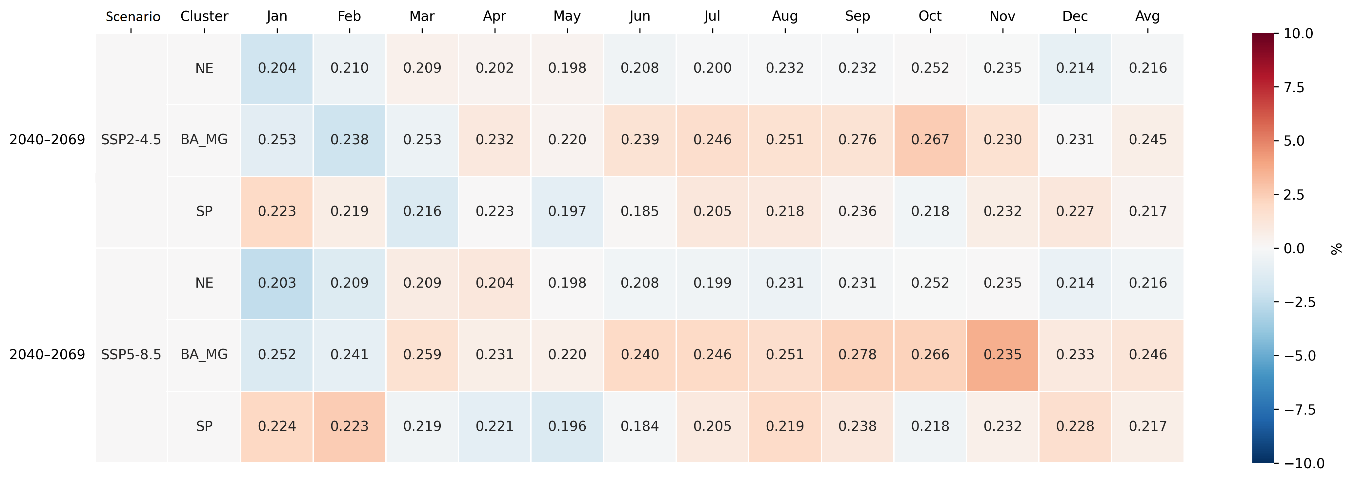 Scenario Cluster Jan Feb Mar Apr May Jun Jul Aug Sep Oct Nov Dec Avg
NE 0.204 0.210 0.209 0.202 0.198 0.208 0.200 0.232 0.232 0.252 0.235 0.214 0.216
2040–2069 SSP2-4.5 BA_MG 0.253 0.238 0.253 0.232 0.220 0.239 0.246 0.251 0.276 0.267 0.230 0.231 0.245
SP 0.223 0.219 0.216 0.223 0.197 0.185 0.205 0.218 0.236 0.218 0.232 0.227 0.217
NE 0.203 0.209 0.209 0.204 0.198 0.208 0.199 0.231 0.231 0.252 0.235 0.214 0.216
2040–2069 SSP5-8.5 BA_MG 0.252 0.241 0.259 0.231 0.220 0.240 0.246 0.251 0.278 0.266 0.235 0.233 0.246
SP 0.224 0.223 0.219 0.221 0.196 0.184 0.205 0.219 0.238 0.218 0.232 0.228 0.217
10.0
7.5
5.0
2.5
0.0
−2.5
−5.0
−7.5
−10.0
%